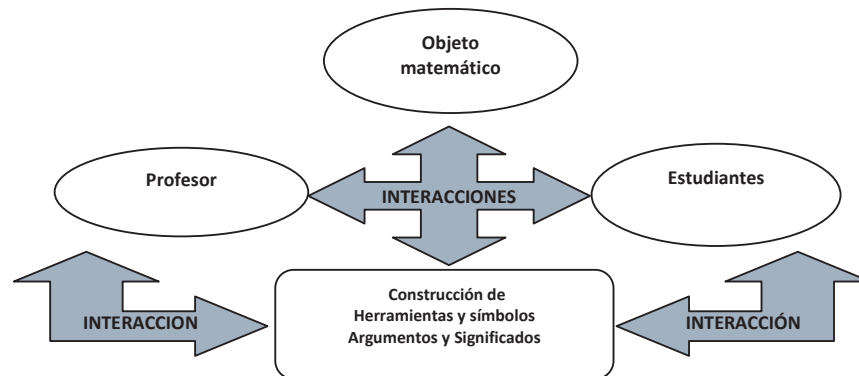 Objeto
matemático
Profesor
Estudiantes
INTERACCIONES
Construcción de
Herramientas y símbolos
Argumentos y Significados
INTERACCION
INTERACCIÓN